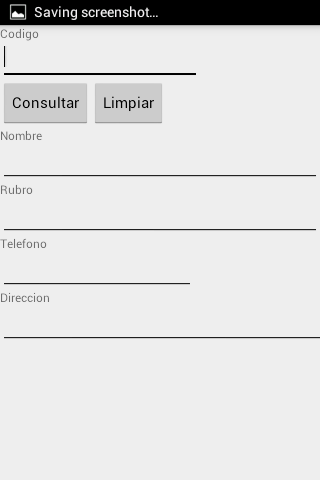 Saving screenshot...
Codigo
Consultar Limpiar
Nombre
Rubro
Telefono
Direccion